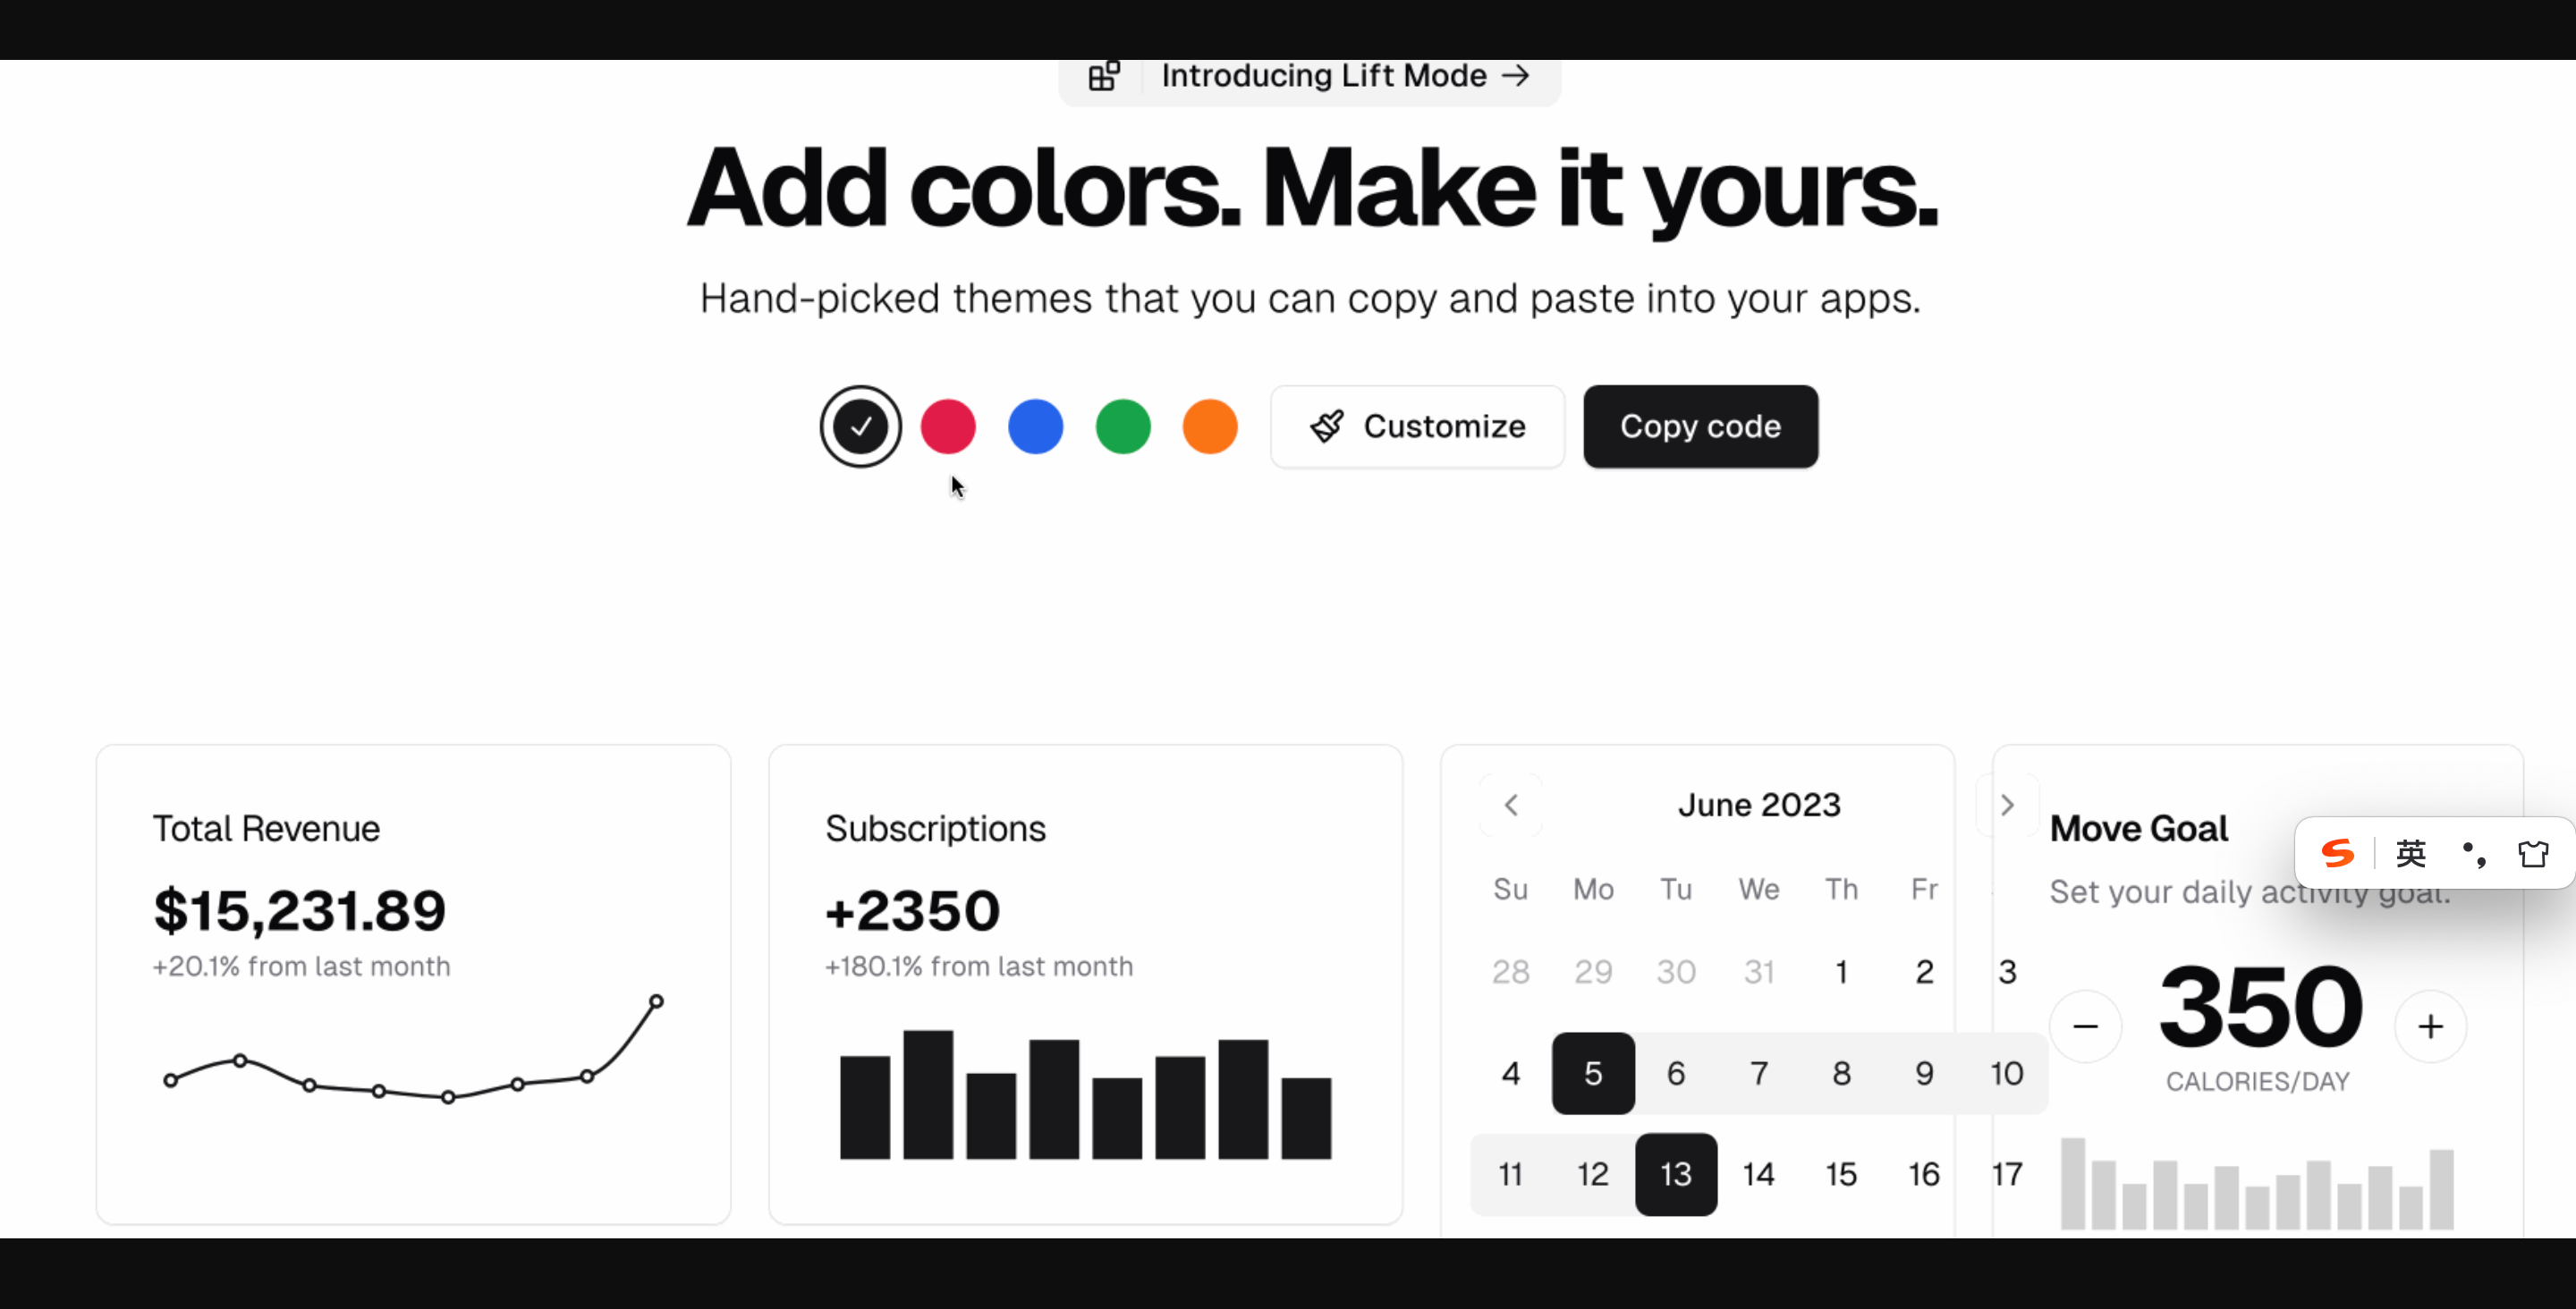 Introducing Lift Mode →
Add colors. Make it yours.
Hand-picked themes that you can copy and paste into your apps.
Customize
Copy code
Total Revenue
$15,231.89
+20.1% from last month
Subscriptions
+2350
+180.1% from last month
June 2023
Su Mo Tu We Th Fr
28 29 30 31 1 2 3
4 5 6 7 8 9 10
11 12 13 14 15 16 17
Move Goal
Set your daily activity goal.
350
CALORIES/DAY
英